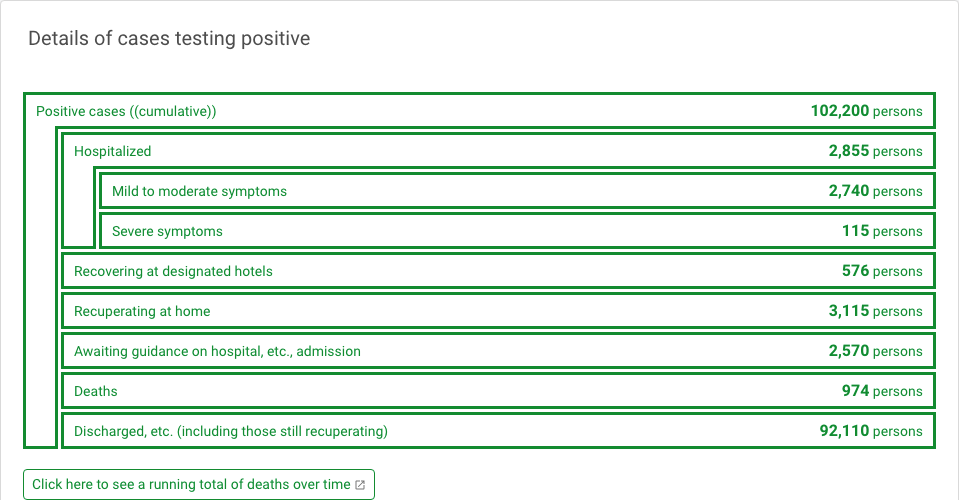 Details of cases testing positive
Positive cases ((cumulative)) 102,200 persons
Hospitalized 2,855 persons
Mild to moderate symptoms 2,740 persons
Severe symptoms 115 persons
Recovering at designated hotels 576 persons
Recuperating at home 3,115 persons
Awaiting guidance on hospital, etc., admission 2,570 persons
Deaths 974 persons
Discharged, etc. (including those still recuperating) 92,110 persons
Click here to see a running total of deaths over time